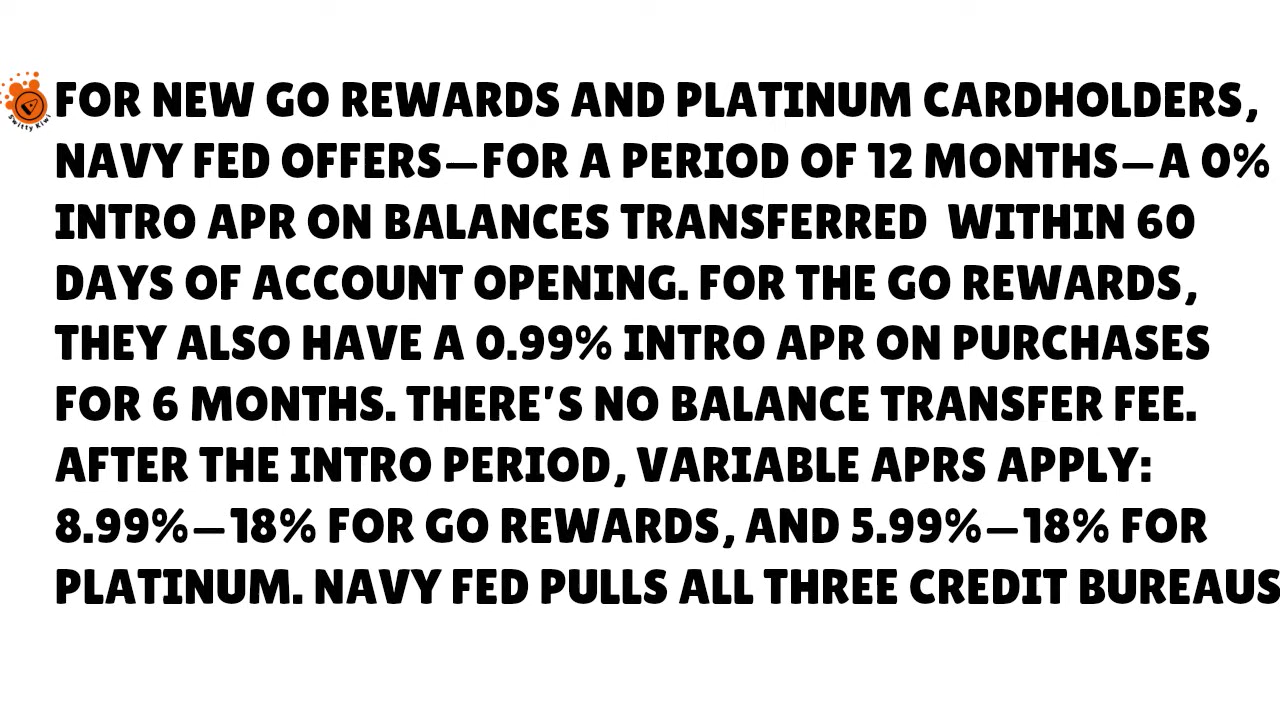 FOR NEW GO REWARDS AND PLATINUM CARDHOLDERS,
NAVY FED OFFERS—FOR A PERIOD OF 12 MONTHS—A 0%
INTRO APR ON BALANCES TRANSFERRED  WITHIN 60
DAYS OF ACCOUNT OPENING. FOR THE GO REWARDS,
THEY ALSO HAVE A 0.99% INTRO APR ON PURCHASES
FOR 6 MONTHS. THERE'S NO BALANCE TRANSFER FEE.
AFTER THE INTRO PERIOD, VARIABLE APRS APPLY:
8.99%—18% FOR GO REWARDS, AND 5.99%—18% FOR
PLATINUM. NAVY FED PULLS ALL THREE CREDIT BUREAUS
Switty Kiwi